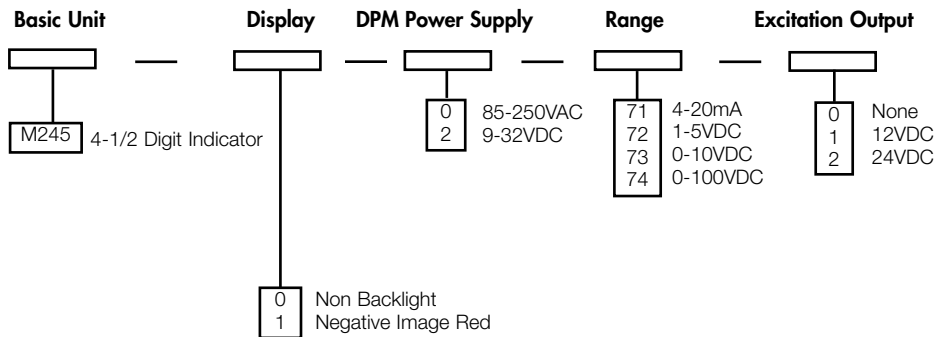 Basic Unit Display DPM Power Supply Range Excitation Output
M245 4-1/2 Digit Indicator
0 85-250VAC
2 9-32VDC
71 4-20mA
72 1-5VDC
73 0-10VDC
74 0-100VDC
0 None
1 12VDC
2 24VDC
0 Non Backlight
1 Negative Image Red